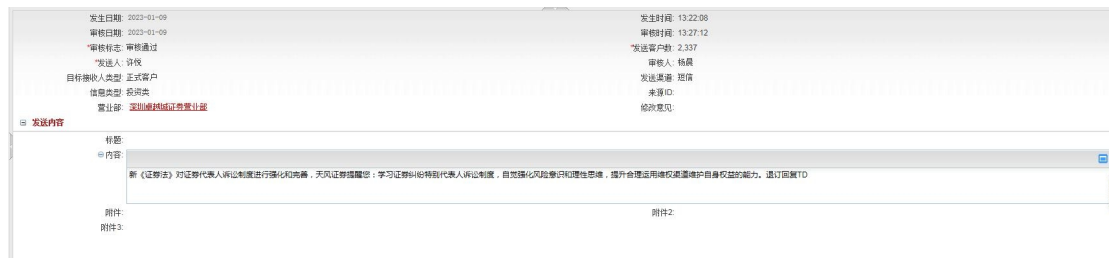 发生日期: 2023-01-09 发生时间: 13:22:08
审核日期: 2023-01-09 审核时间: 13:27:12
*审核标志: 审核通过 *发送客户数: 2,337
*发送人: 许悦 审核人: 杨晨
目标接收人类型: 正式客户 发送渠道: 短信
信息类型: 投资类 来源ID:
营业部: 深圳卓越城证券营业部 修改意见:
发送内容
标题:
内容:
新《证券法》对证券代表人诉讼制度进行强化和完善，天风证券提醒您：学习证券纠纷特别代表人诉讼制度，自觉强化风险意识和理性思维，提升合理运用维权渠道维护自身权益的能力。退订回复TD
附件: 附件2:
附件3: